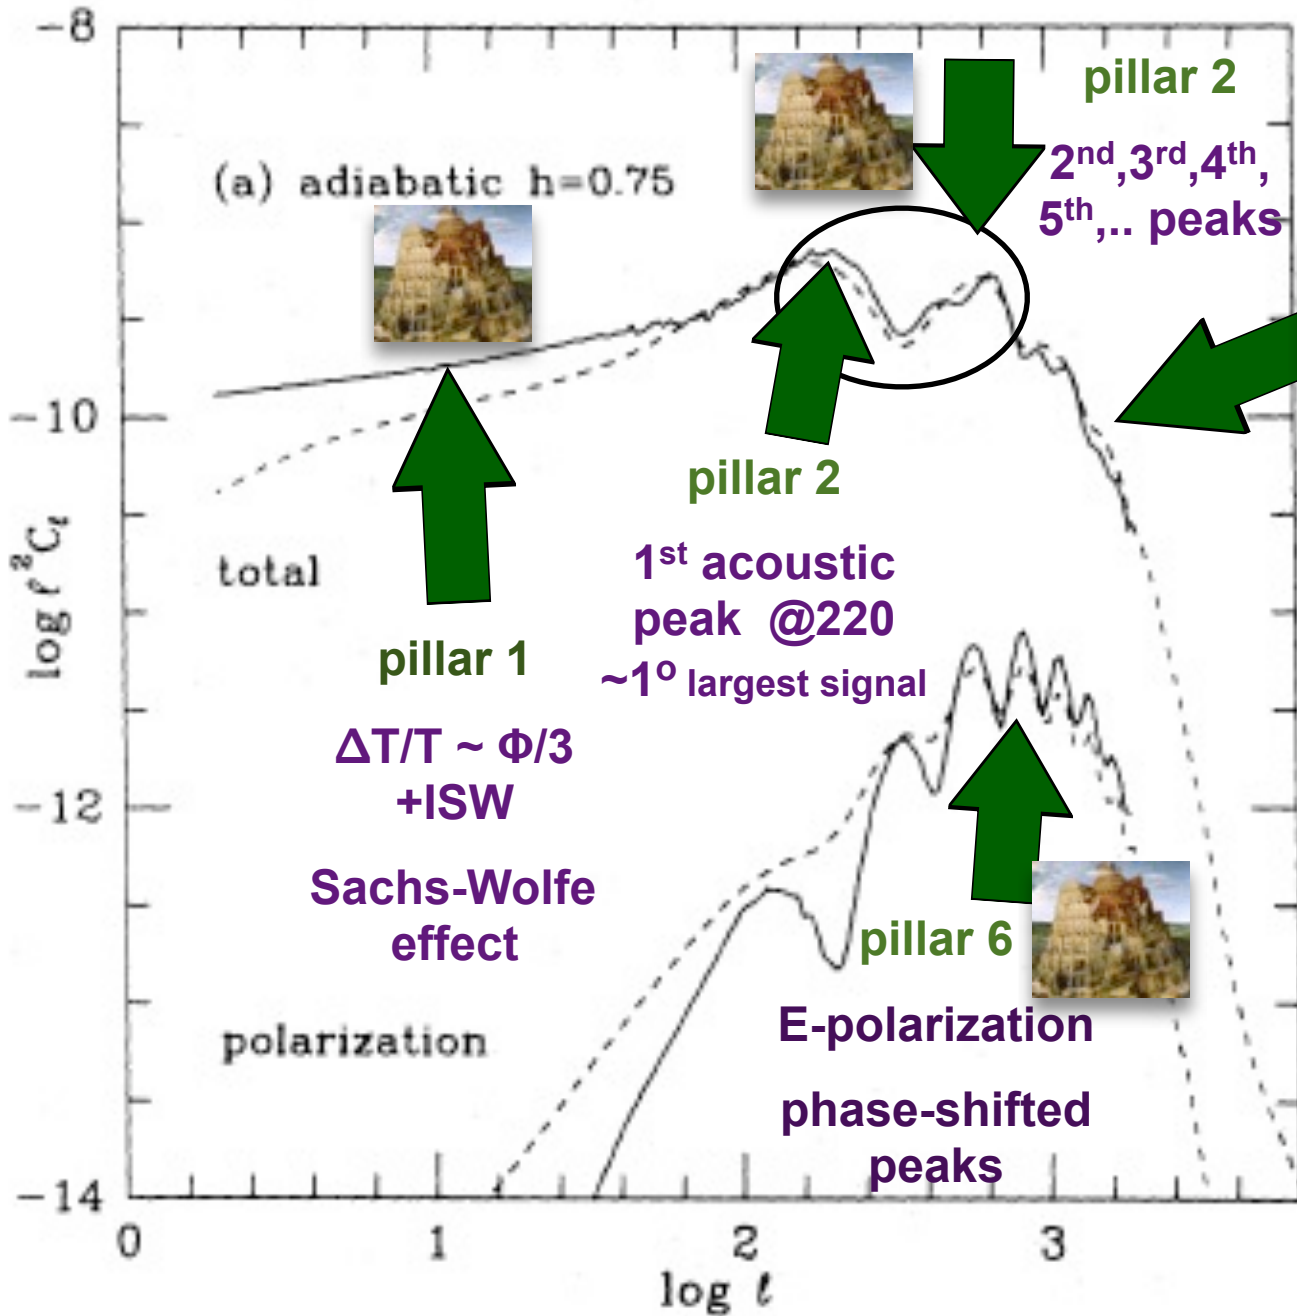 -8
pillar 2
2nd,3rd,4th,
5th,.. peaks
(a) adiabatic h=0.75
-10
pillar 2
1st acoustic
peak @220
~1o largest signal
total
log ℓ²Cℓ
pillar 1
ΔT/T ~ Φ/3
+ISW
Sachs-Wolfe
effect
-12
pillar 6
E-polarization
phase-shifted
peaks
polarization
-14
0
1
2
3
log ℓ